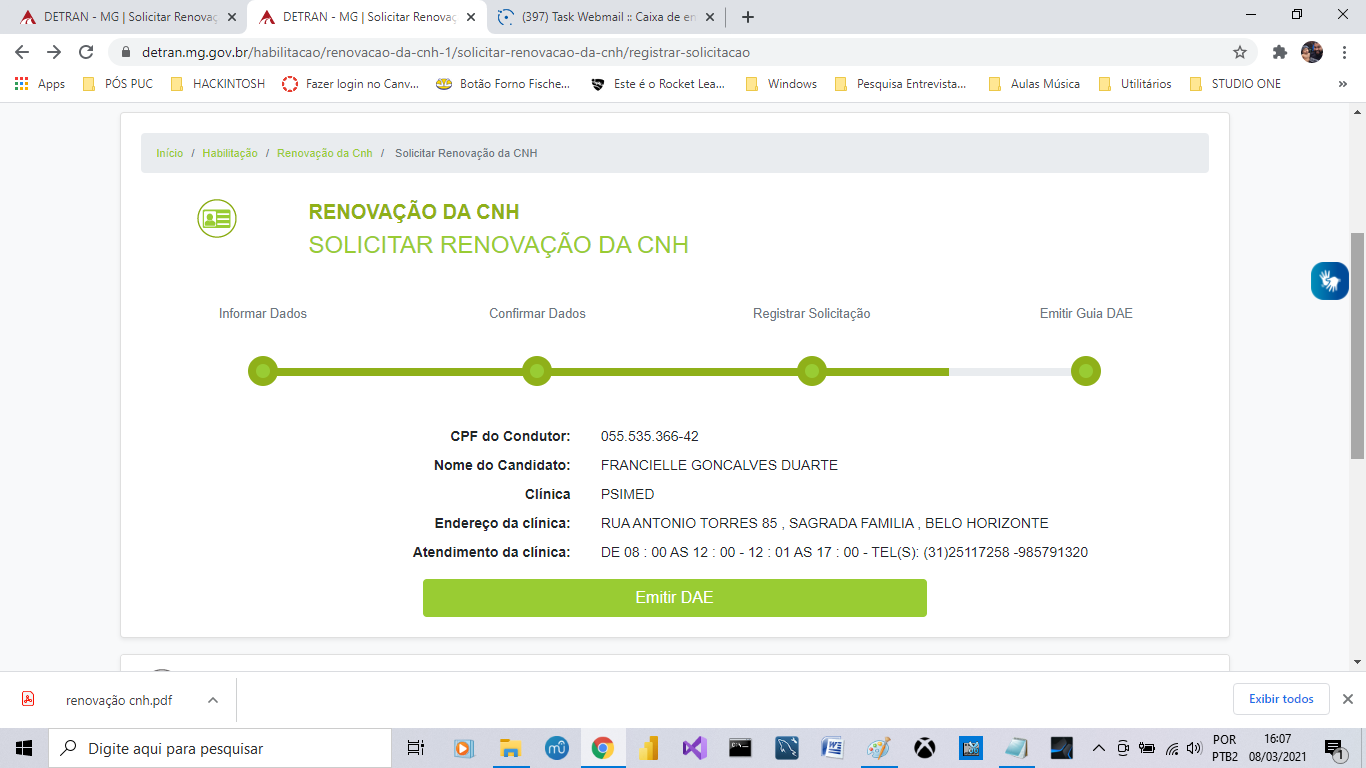 DETRAN - MG | Solicitar Renovaç
DETRAN - MG | Solicitar Renovaç
(397) Task Webmail :: Caixa de en
detran.mg.gov.br/habilitacao/renovacao-da-cnh-1/solicitar-renovacao-da-cnh/registrar-solicitacao
Apps PÓS PUC HACKINTOSH Fazer login no Canv... Botão Forno Fische... Este é o Rocket Lea... Windows Pesquisa Entrevista... Aulas Música Utilitários STUDIO ONE »
Início / Habilitação / Renovação da Cnh / Solicitar Renovação da CNH
RENOVAÇÃO DA CNH
SOLICITAR RENOVAÇÃO DA CNH
Informar Dados Confirmar Dados Registrar Solicitação Emitir Guia DAE
CPF do Condutor: 055.535.366-42
Nome do Candidato: FRANCIELLE GONCALVES DUARTE
Clínica PSIMED
Endereço da clínica: RUA ANTONIO TORRES 85 , SAGRADA FAMILIA , BELO HORIZONTE
Atendimento da clínica: DE 08 : 00 AS 12 : 00 - 12 : 01 AS 17 : 00 - TEL(S): (31)25117258 -985791320
Emitir DAE
renovação cnh.pdf
Exibir todos
Digite aqui para pesquisar
POR 16:07
PTB2 08/03/2021
1